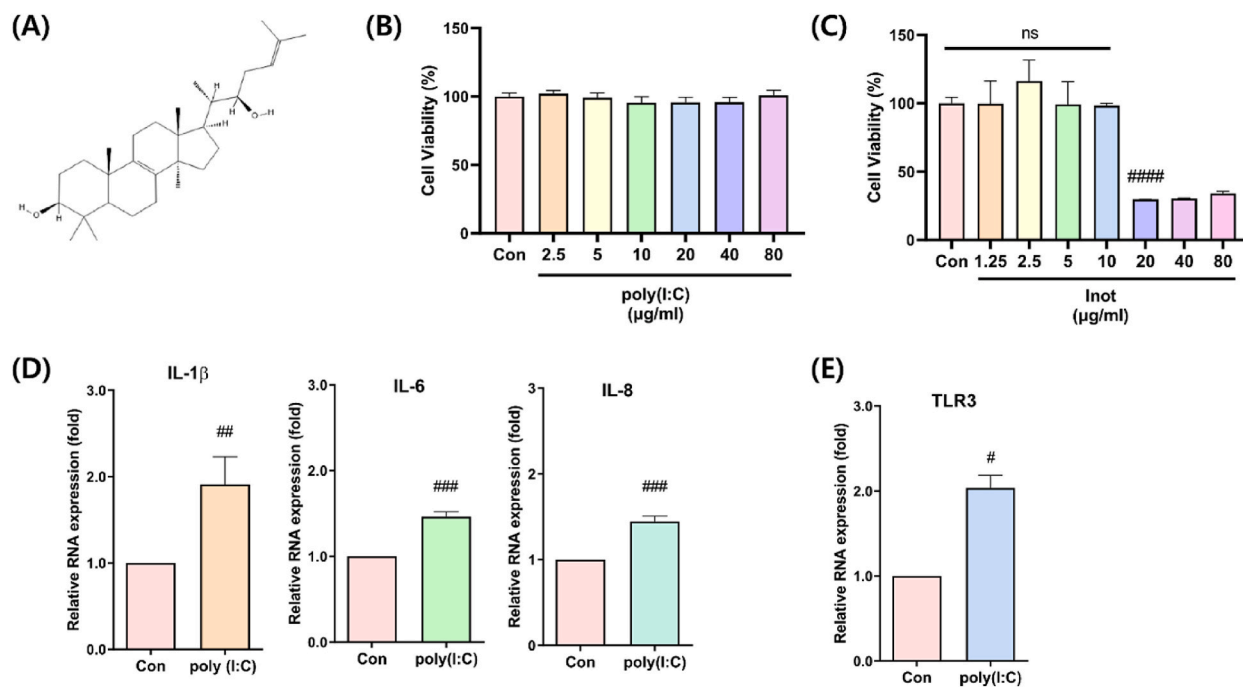 (A)
H
O
H
H
O
H
H
(B)
Cell Viability (%)
150
100
50
0
Con 2.5 5 10 20 40 80
poly(I:C)
(µg/ml)
(C)
Cell Viability (%)
150
100
50
0
ns
####
Con 1.25 2.5 5 10 20 40 80
Inot
(µg/ml)
(D)
IL-1β
Relative RNA expression (fold)
3.0
2.0
1.0
0.0
##
Con poly (I:C)
IL-6
Relative RNA expression (fold)
3.0
2.0
1.0
0.0
###
Con poly(I:C)
IL-8
Relative RNA expression (fold)
3
2
1
0
###
Con poly(I:C)
(E)
TLR3
Relative RNA expression (fold)
3.0
2.0
1.0
0.0
#
Con poly(I:C)